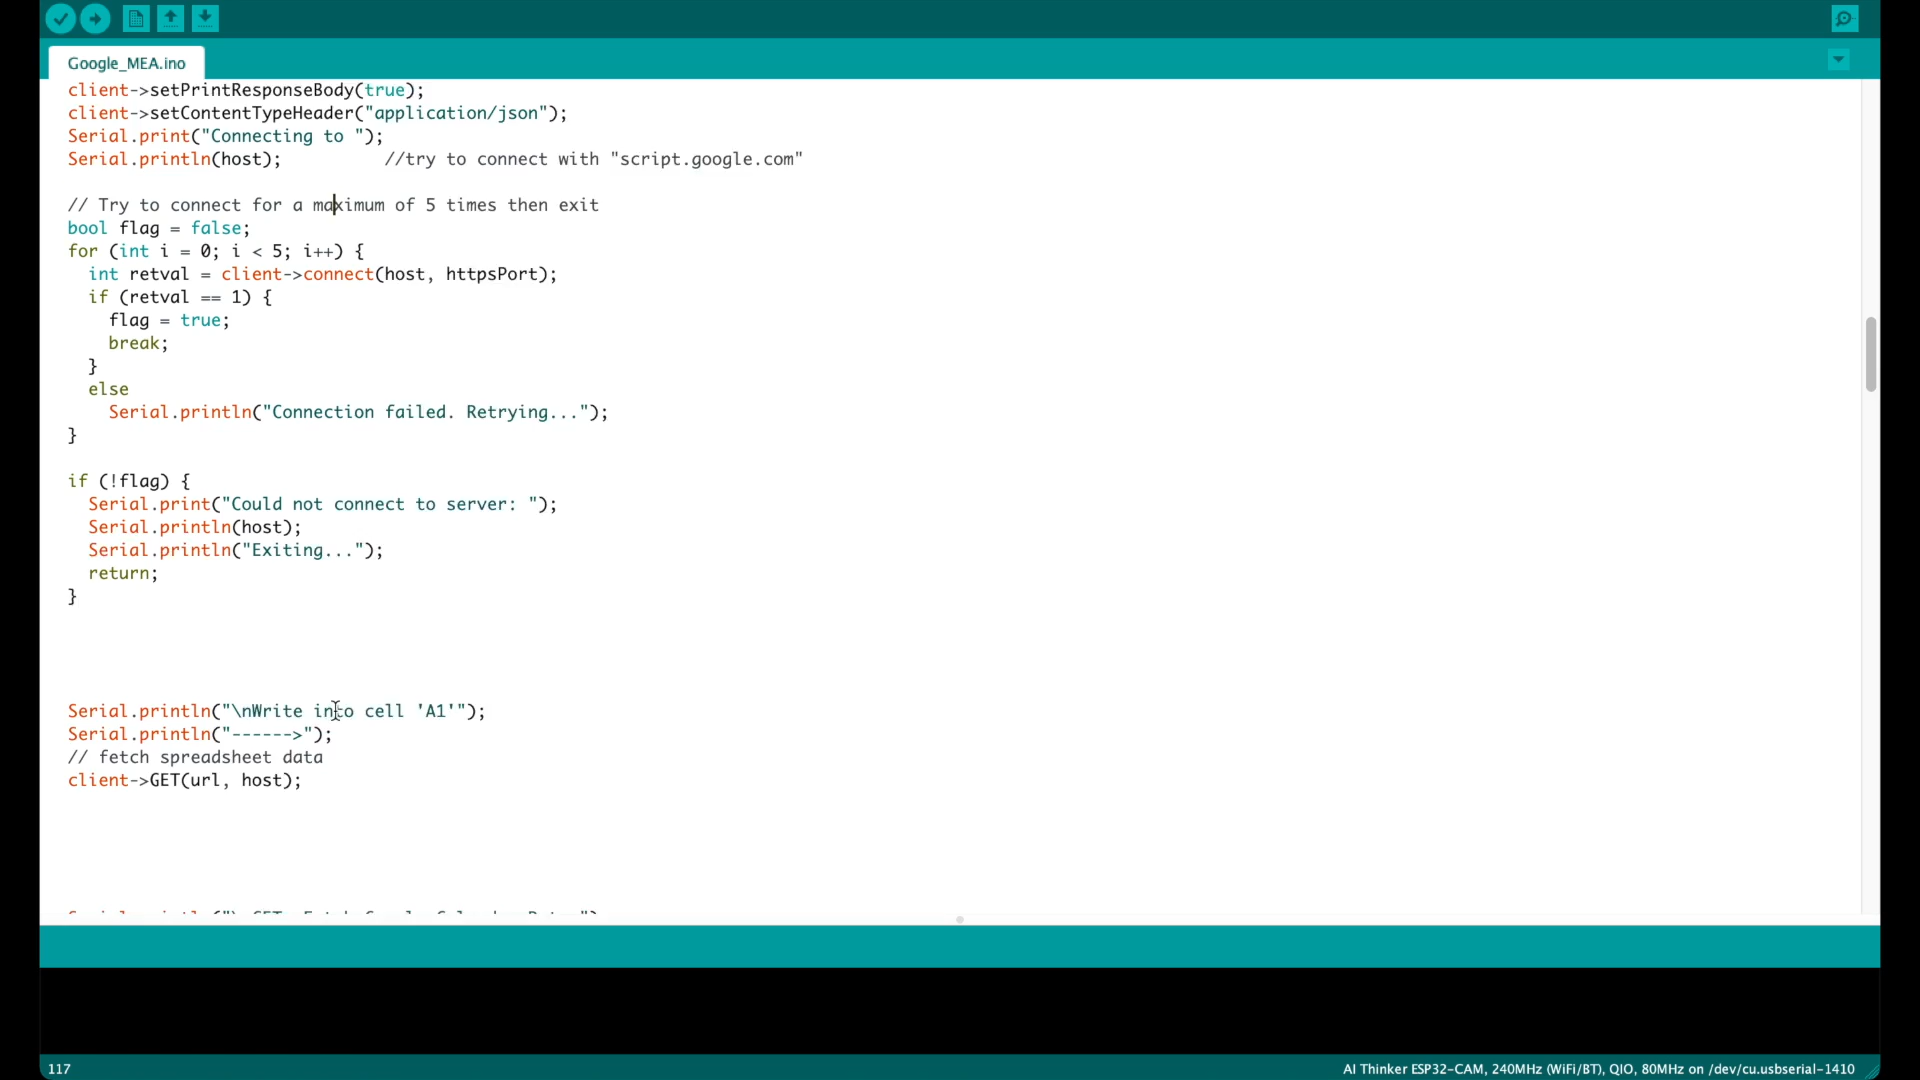 Google_MEA.ino
client->setPrintResponseBody(true);
client->setContentTypeHeader("application/json");
Serial.print("Connecting to ");
Serial.println(host);          //try to connect with "script.google.com"
// Try to connect for a maximum of 5 times then exit
bool flag = false;
for (int i = 0; i < 5; i++) {
  int retval = client->connect(host, httpsPort);
  if (retval == 1) {
    flag = true;
    break;
  }
  else
    Serial.println("Connection failed. Retrying...");
}
if (!flag) {
  Serial.print("Could not connect to server: ");
  Serial.println(host);
  Serial.println("Exiting...");
  return;
}
Serial.println("\nWrite into cell 'A1'");
Serial.println("------>");
// fetch spreadsheet data
client->GET(url, host);
117
AI Thinker ESP32-CAM, 240MHz (WiFi/BT), QIO, 80MHz on /dev/cu.usbserial-1410